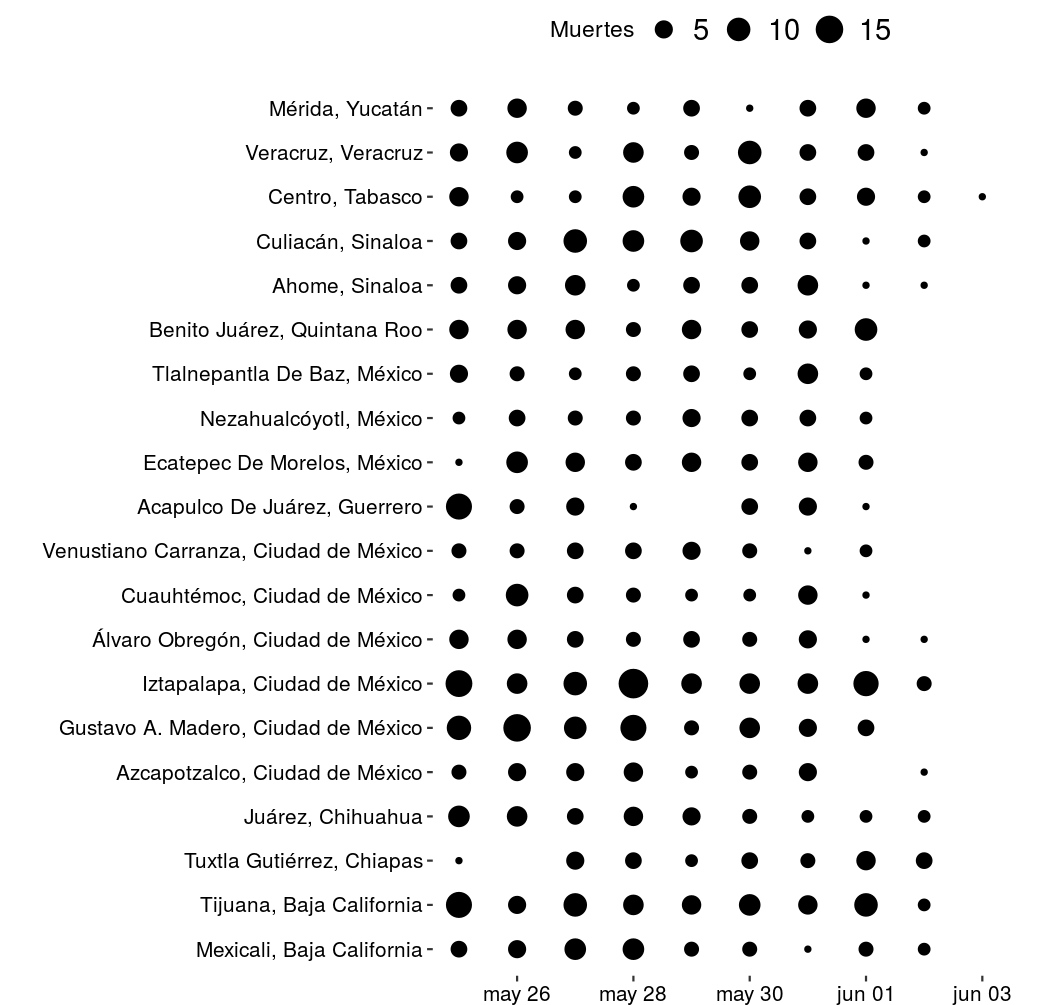 Muertes 5 10 15
Mérida, Yucatán
Veracruz, Veracruz
Centro, Tabasco
Culiacán, Sinaloa
Ahome, Sinaloa
Benito Juárez, Quintana Roo
Tlalnepantla De Baz, México
Nezahualcóyotl, México
Ecatepec De Morelos, México
Acapulco De Juárez, Guerrero
Venustiano Carranza, Ciudad de México
Cuauhtémoc, Ciudad de México
Álvaro Obregón, Ciudad de México
Iztapalapa, Ciudad de México
Gustavo A. Madero, Ciudad de México
Azcapotzalco, Ciudad de México
Juárez, Chihuahua
Tuxtla Gutiérrez, Chiapas
Tijuana, Baja California
Mexicali, Baja California
may 26 may 28 may 30 jun 01 jun 03